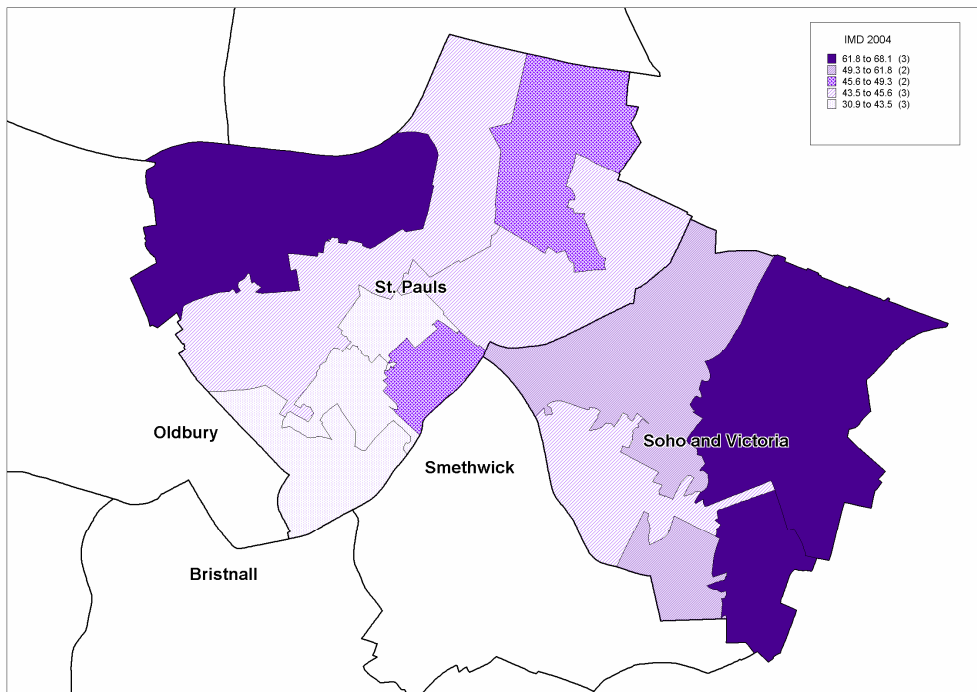 IMD 2004
61.8 to 68.1 (3)
49.3 to 61.8 (2)
45.6 to 49.3 (2)
43.5 to 45.6 (3)
30.9 to 43.5 (3)
St. Pauls
Oldbury
Soho and Victoria
Smethwick
Bristnall